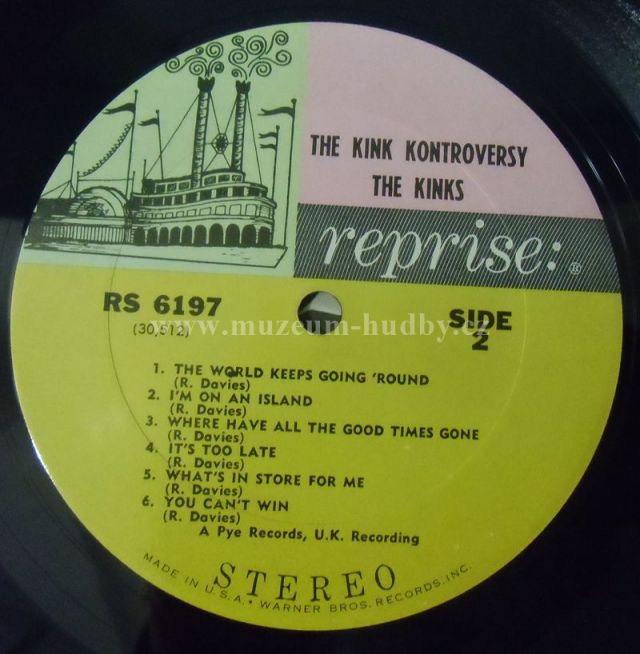 THE KINK KONTROVERSY
THE KINKS
reprise:®
RS 6197
(30,512)
SIDE
2
www.muzeum-hudby.cz
1. THE WORLD KEEPS GOING 'ROUND
(R. Davies)
2. I'M ON AN ISLAND
(R. Davies)
3. WHERE HAVE ALL THE GOOD TIMES GONE
(R. Davies)
4. IT'S TOO LATE
(R. Davies)
5. WHAT'S IN STORE FOR ME
(R. Davies)
6. YOU CAN'T WIN
(R. Davies)
A Pye Records, U.K. Recording
STEREO
MADE IN U.S.A. • WARNER BROS. RECORDS, INC.